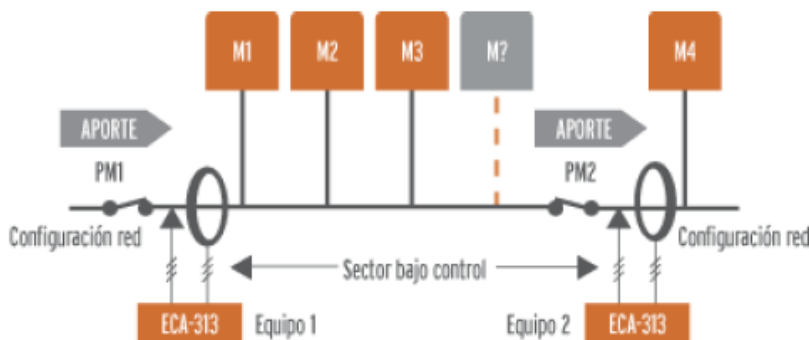 M1
M2
M3
M?
M4
APORTE
APORTE
PM1
PM2
Configuración red
Configuración red
Sector bajo control
ECA-313
Equipo 1
Equipo 2
ECA-313